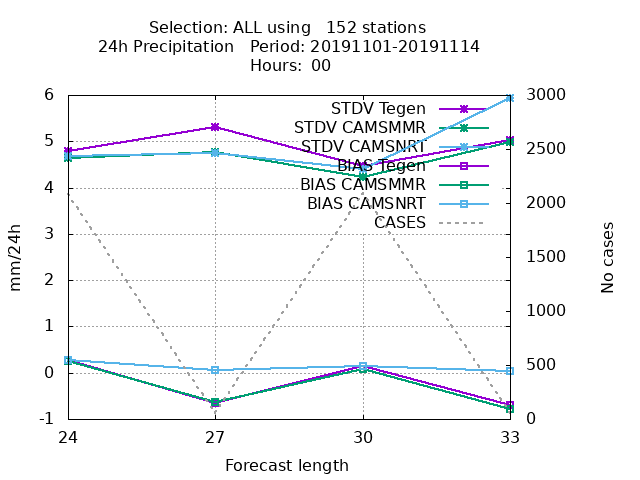 Selection: ALL using   152 stations
24h Precipitation   Period: 20191101-20191114
Hours:  00
6
5
4
3
2
1
0
-1
mm/24h
STDV Tegen
STDV CAMSMMR
STDV CAMSNRT
BIAS Tegen
BIAS CAMSMMR
BIAS CAMSNRT
CASES
3000
2500
2000
1500
1000
500
0
No cases
24 27 30 33
Forecast length